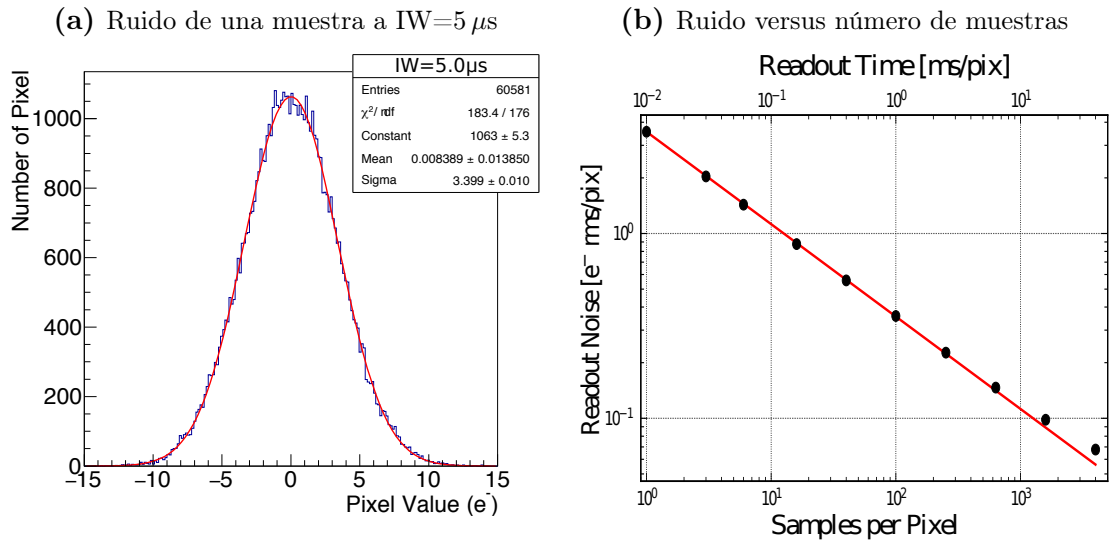 (a) Ruido de una muestra a IW=5 μs
IW=5.0μs
Entries 60581
χ²/ndf 183.4 / 176
Constant 1063 ± 5.3
Mean 0.008389 ± 0.013850
Sigma 3.399 ± 0.010
Number of Pixel
1000
800
600
400
200
0
−15 −10 −5 0 5 10 15
Pixel Value (e⁻)
(b) Ruido versus número de muestras
Readout Time [ms/pix]
10⁻² 10⁻¹ 10⁰ 10¹
Readout Noise [e⁻ rms/pix]
10⁰
10⁻¹
10⁰ 10¹ 10² 10³
Samples per Pixel